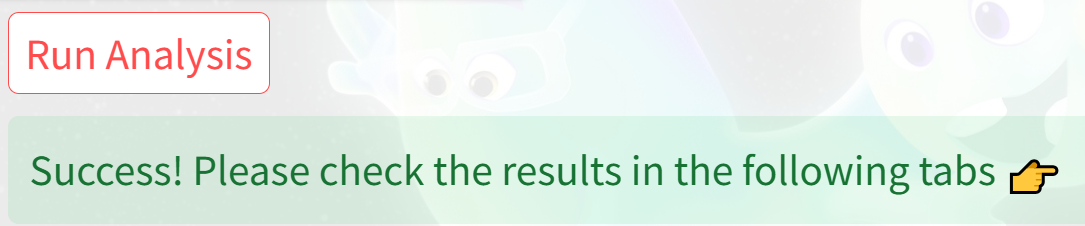 Run Analysis
Success! Please check the results in the following tabs 👉